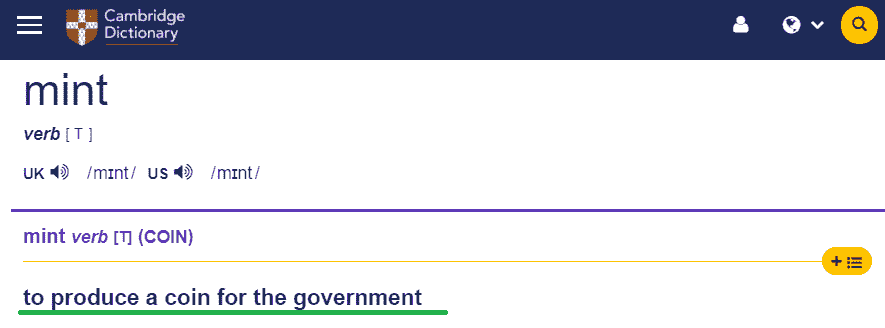 Cambridge
Dictionary
mint
verb [ T ]
UK /mɪnt/ US /mɪnt/
mint verb [T] (COIN)
to produce a coin for the government